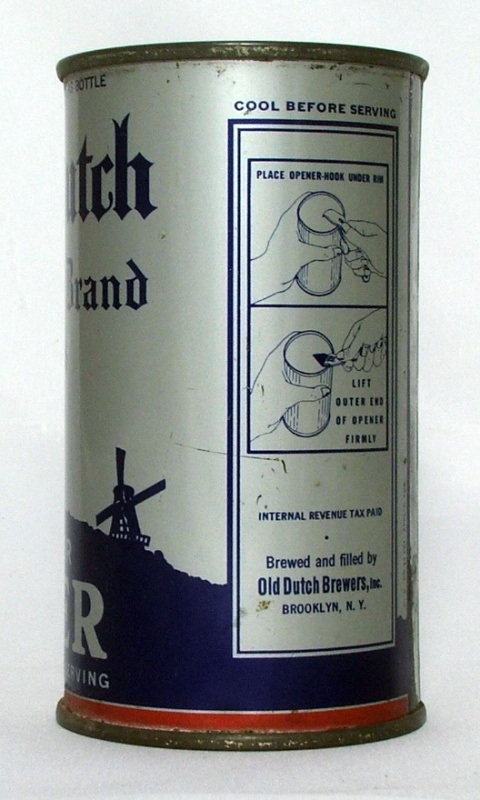 BOTTLE
COOL BEFORE SERVING
PLACE OPENER-HOOK UNDER RIM
LIFT
OUTER END
OF OPENER
FIRMLY
INTERNAL REVENUE TAX PAID
Brewed and filled by
Old Dutch Brewers, Inc.
BROOKLYN, N. Y.
utch
Brand
R
ER
RVING